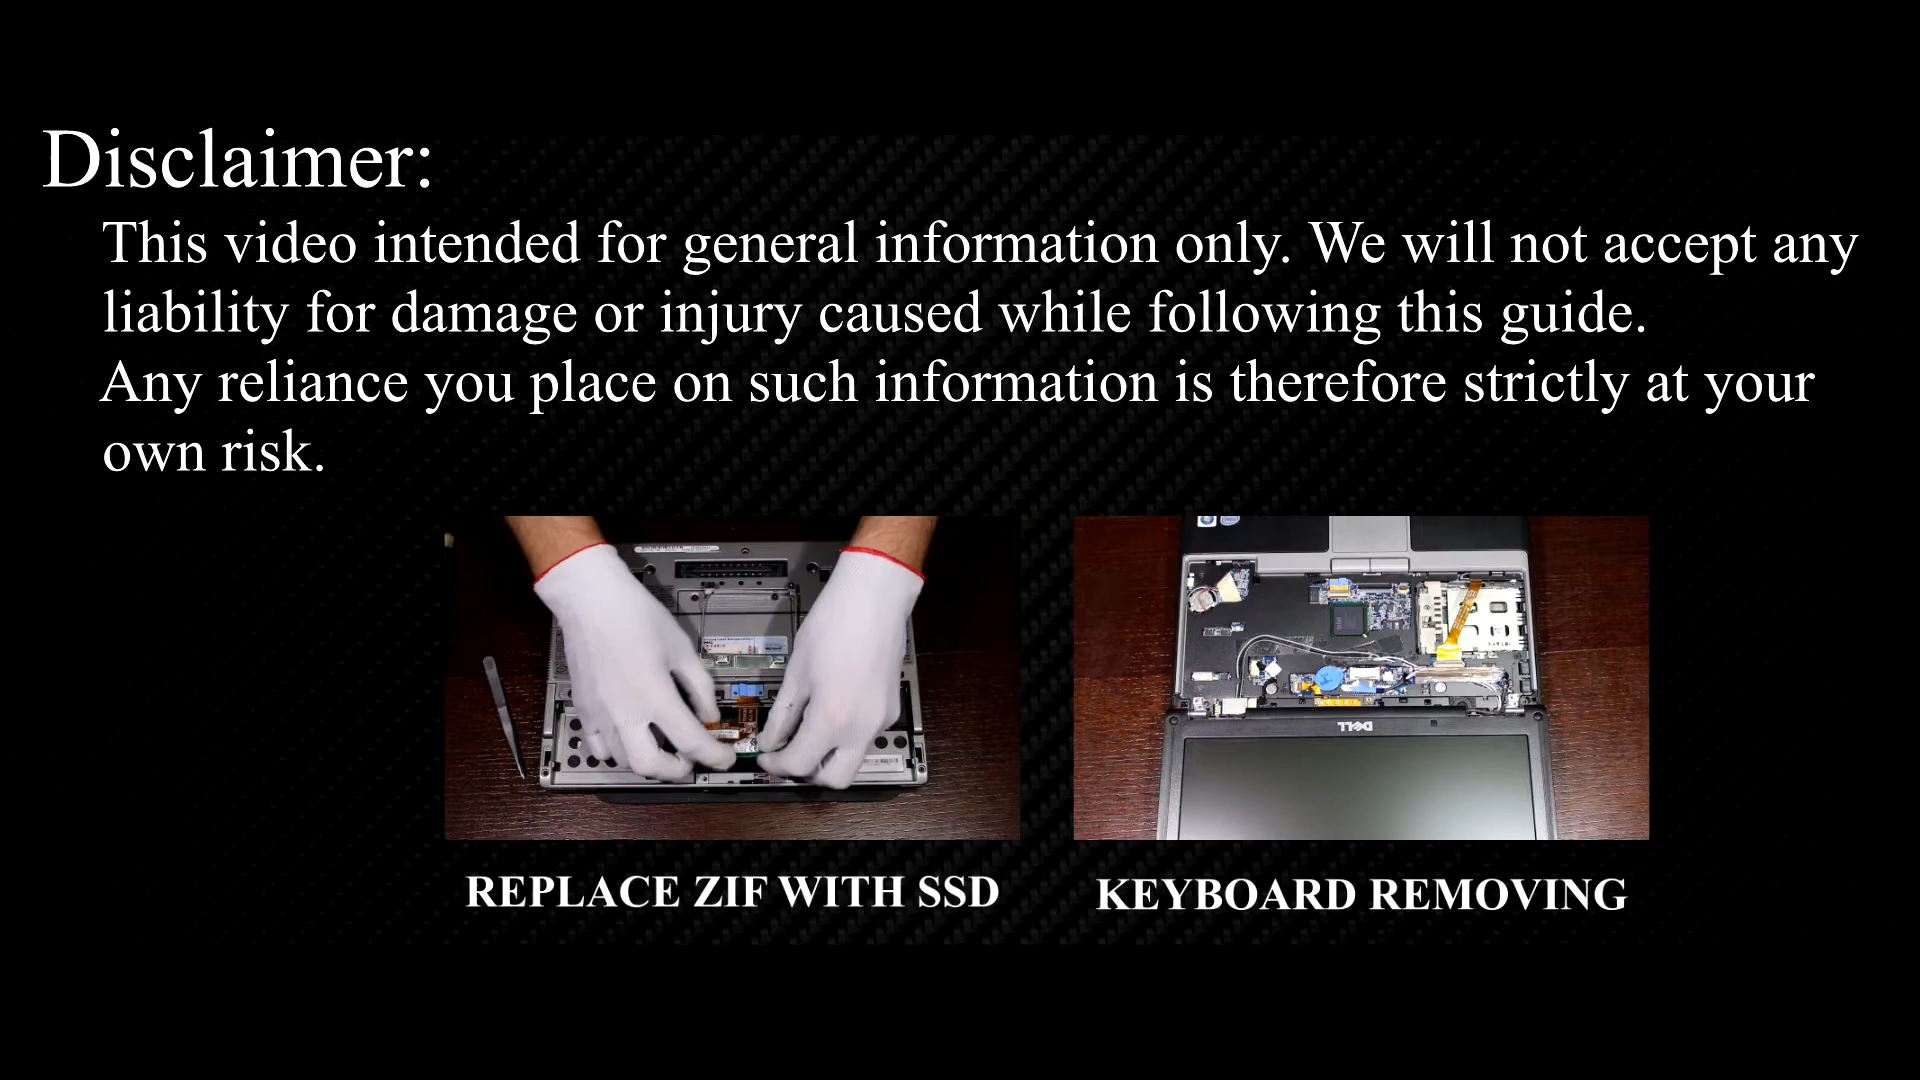 Disclaimer:
This video intended for general information only. We will not accept any
liability for damage or injury caused while following this guide.
Any reliance you place on such information is therefore strictly at your
own risk.
DELL
REPLACE ZIF WITH SSD
KEYBOARD REMOVING